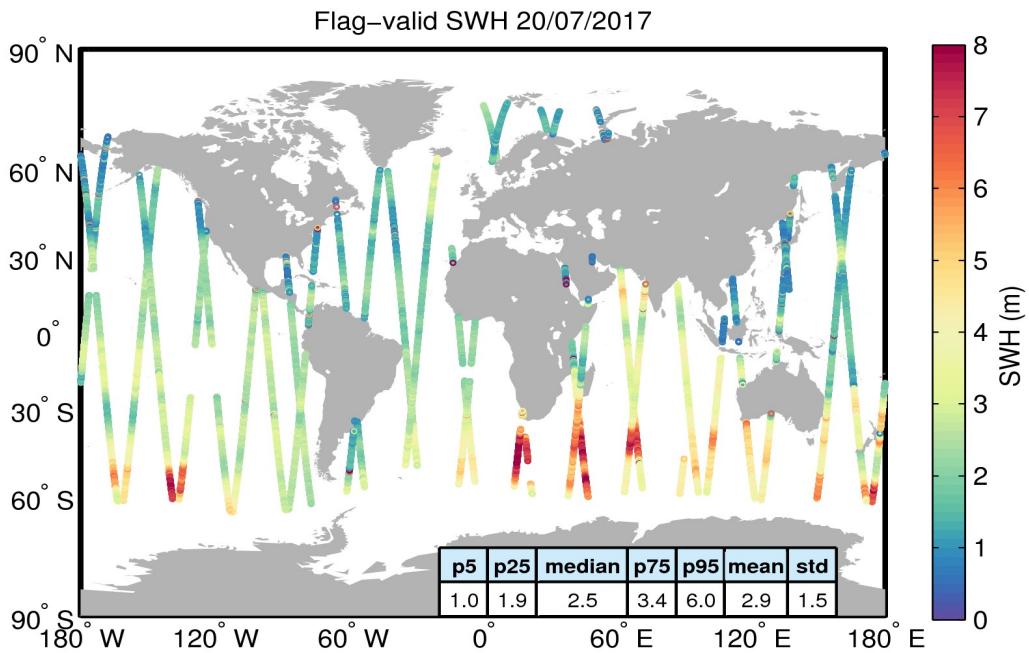 Flag−valid SWH 20/07/2017
90° N
60° N
30° N
0°
30° S
60° S
90° S
180° W
120° W
60° W
0°
60° E
120° E
180° E
p5 p25 median p75 p95 mean std
1.0 1.9 2.5 3.4 6.0 2.9 1.5
8
7
6
5
4
3
2
1
0
SWH (m)